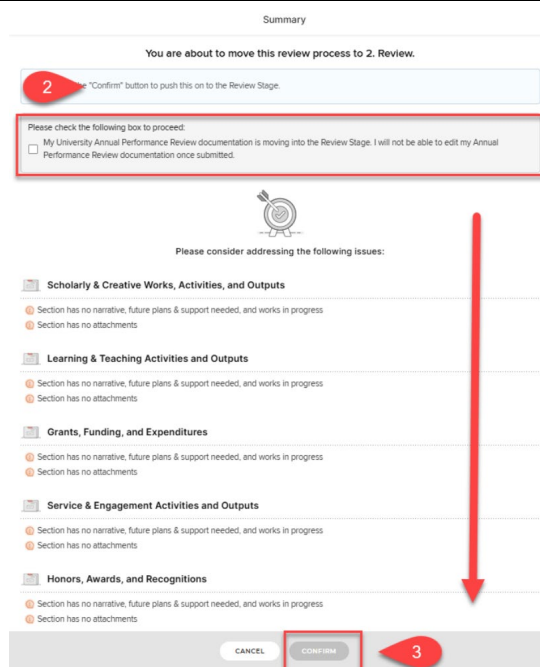 Summary
You are about to move this review process to 2. Review.
2
"Confirm" button to push this on to the Review Stage.
Please check the following box to proceed:
My University Annual Performance Review documentation is moving into the Review Stage. I will not be able to edit my Annual
Performance Review documentation once submitted.
Please consider addressing the following issues:
Scholarly & Creative Works, Activities, and Outputs
Section has no narrative, future plans & support needed, and works in progress
Section has no attachments
Learning & Teaching Activities and Outputs
Section has no narrative, future plans & support needed, and works in progress
Section has no attachments
Grants, Funding, and Expenditures
Section has no narrative, future plans & support needed, and works in progress
Section has no attachments
Service & Engagement Activities and Outputs
Section has no narrative, future plans & support needed, and works in progress
Section has no attachments
Honors, Awards, and Recognitions
Section has no narrative, future plans & support needed, and works in progress
Section has no attachments
CANCEL
CONFIRM
3